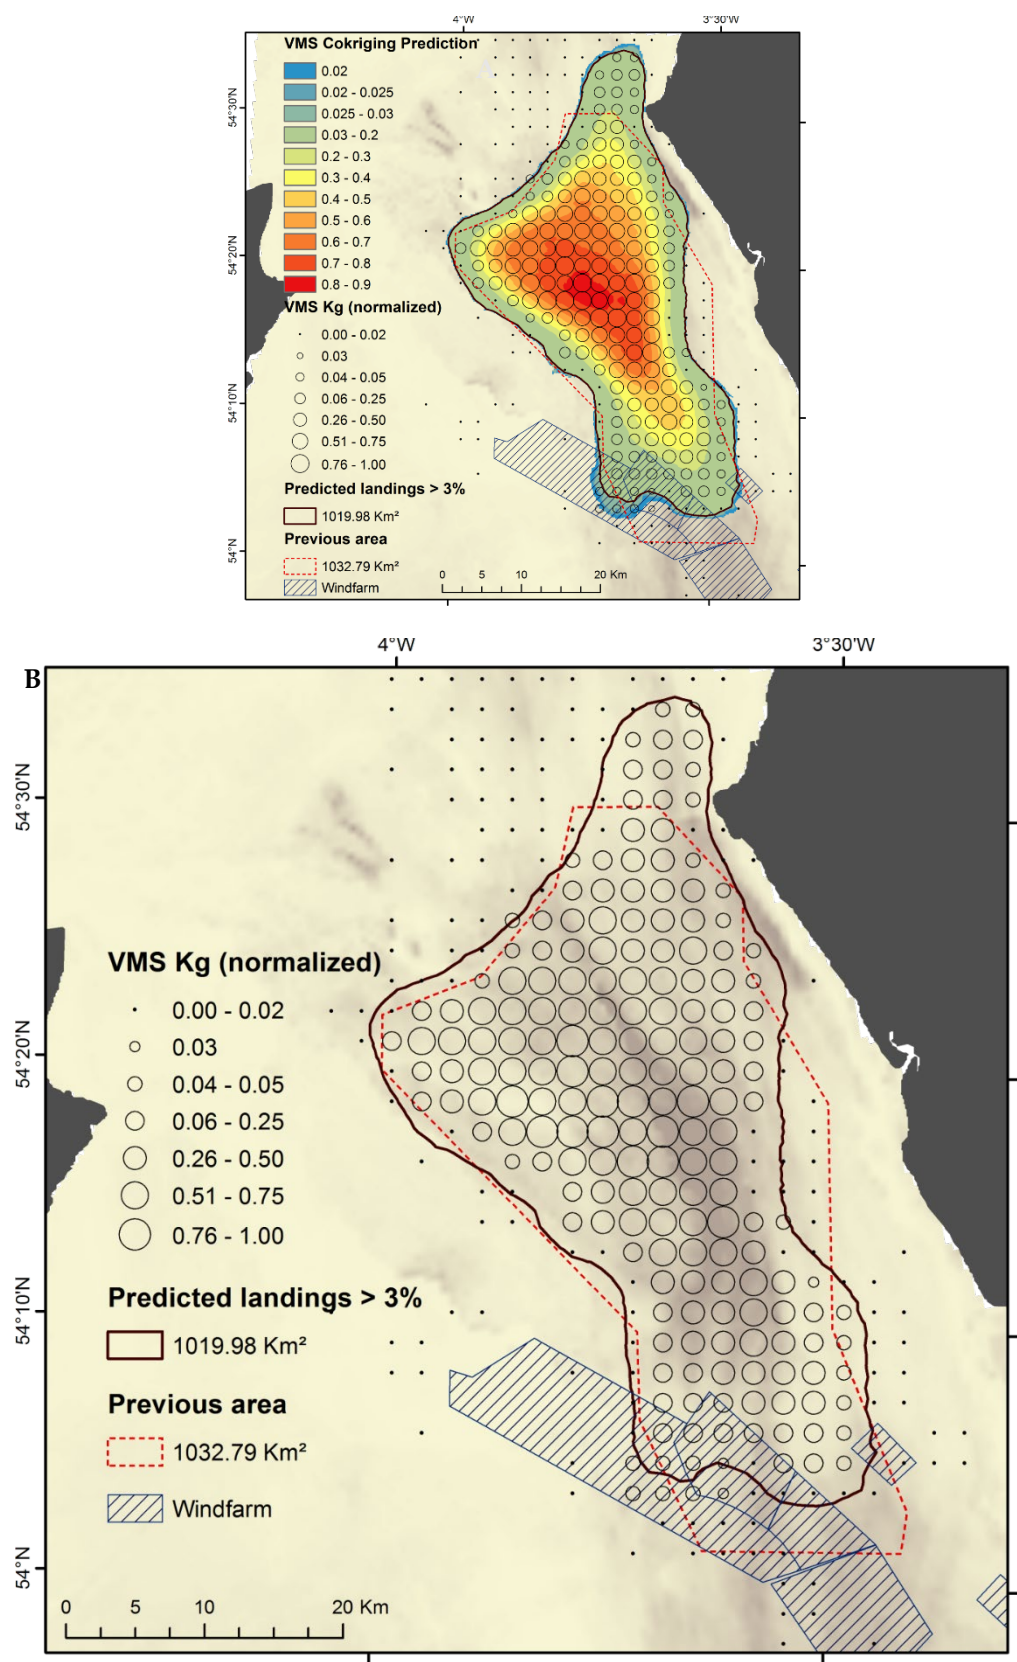 4°W
3°30'W
VMS Cokriging Prediction
0.02
0.02 - 0.025
0.025 - 0.03
0.03 - 0.2
0.2 - 0.3
0.3 - 0.4
0.4 - 0.5
0.5 - 0.6
0.6 - 0.7
0.7 - 0.8
0.8 - 0.9
VMS Kg (normalized)
0.00 - 0.02
0.03
0.04 - 0.05
0.06 - 0.25
0.26 - 0.50
0.51 - 0.75
0.76 - 1.00
Predicted landings > 3%
1019.98 Km²
Previous area
1032.79 Km²
Windfarm
54°30'N
54°20'N
54°10'N
54°N
0 5 10 20 Km
B
4°W
3°30'W
54°30'N
54°20'N
54°10'N
54°N
VMS Kg (normalized)
0.00 - 0.02
0.03
0.04 - 0.05
0.06 - 0.25
0.26 - 0.50
0.51 - 0.75
0.76 - 1.00
Predicted landings > 3%
1019.98 Km²
Previous area
1032.79 Km²
Windfarm
0 5 10 20 Km